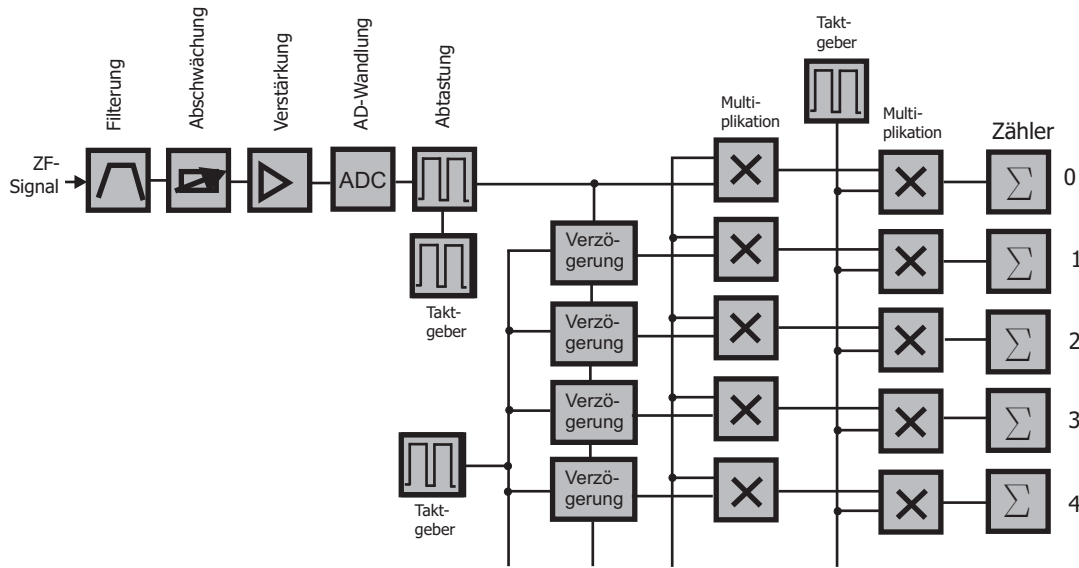 Filterung
Abschwächung
Verstärkung
AD-Wandlung
Abtastung
Takt-
geber
ZF-
Signal
ADC
Multi-
plikation
Multi-
plikation
Zähler
Σ
0
Takt-
geber
Verzö-
gerung
Σ
1
Verzö-
gerung
Σ
2
Verzö-
gerung
Σ
3
Takt-
geber
Verzö-
gerung
Σ
4